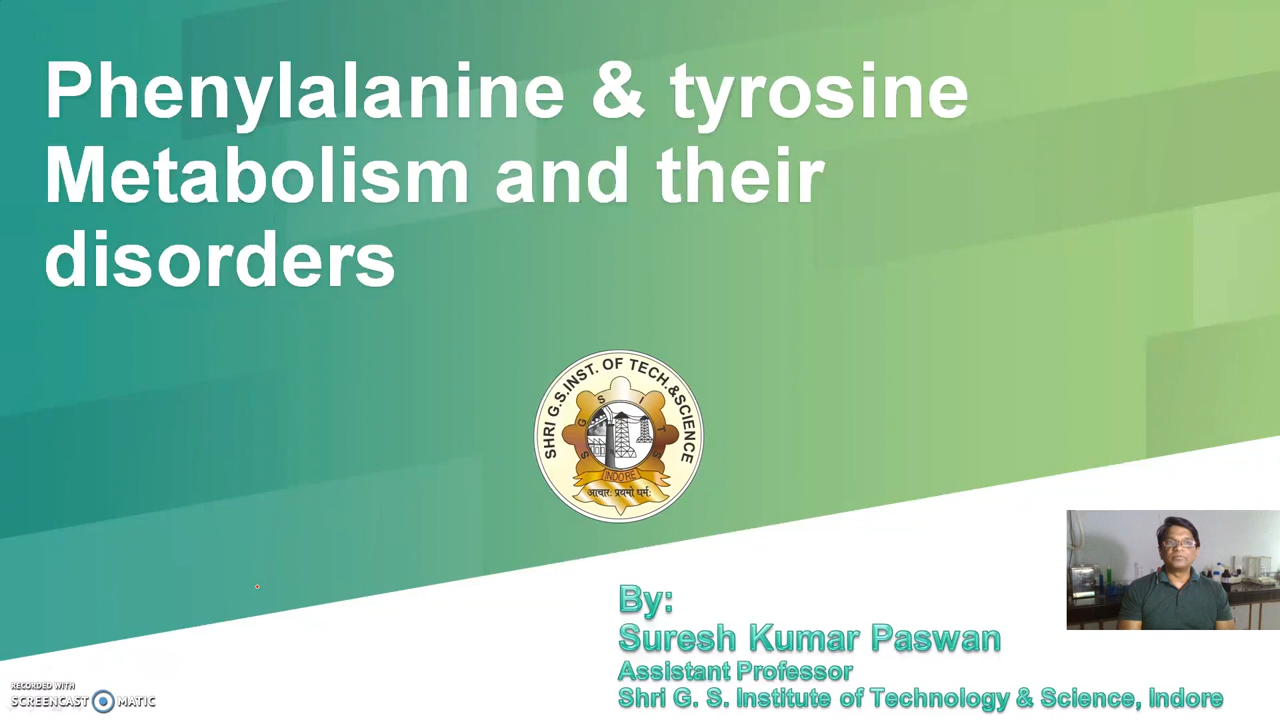 Phenylalanine & tyrosine
Metabolism and their
disorders
SHRI G.S.INST. OF TECH.&SCIENCE
S G S I T S
INDORE
आचारः प्रथमो धर्मः
By:
Suresh Kumar Paswan
Assistant Professor
Shri G. S. Institute of Technology & Science, Indore
RECORDED WITH
SCREENCAST MATIC